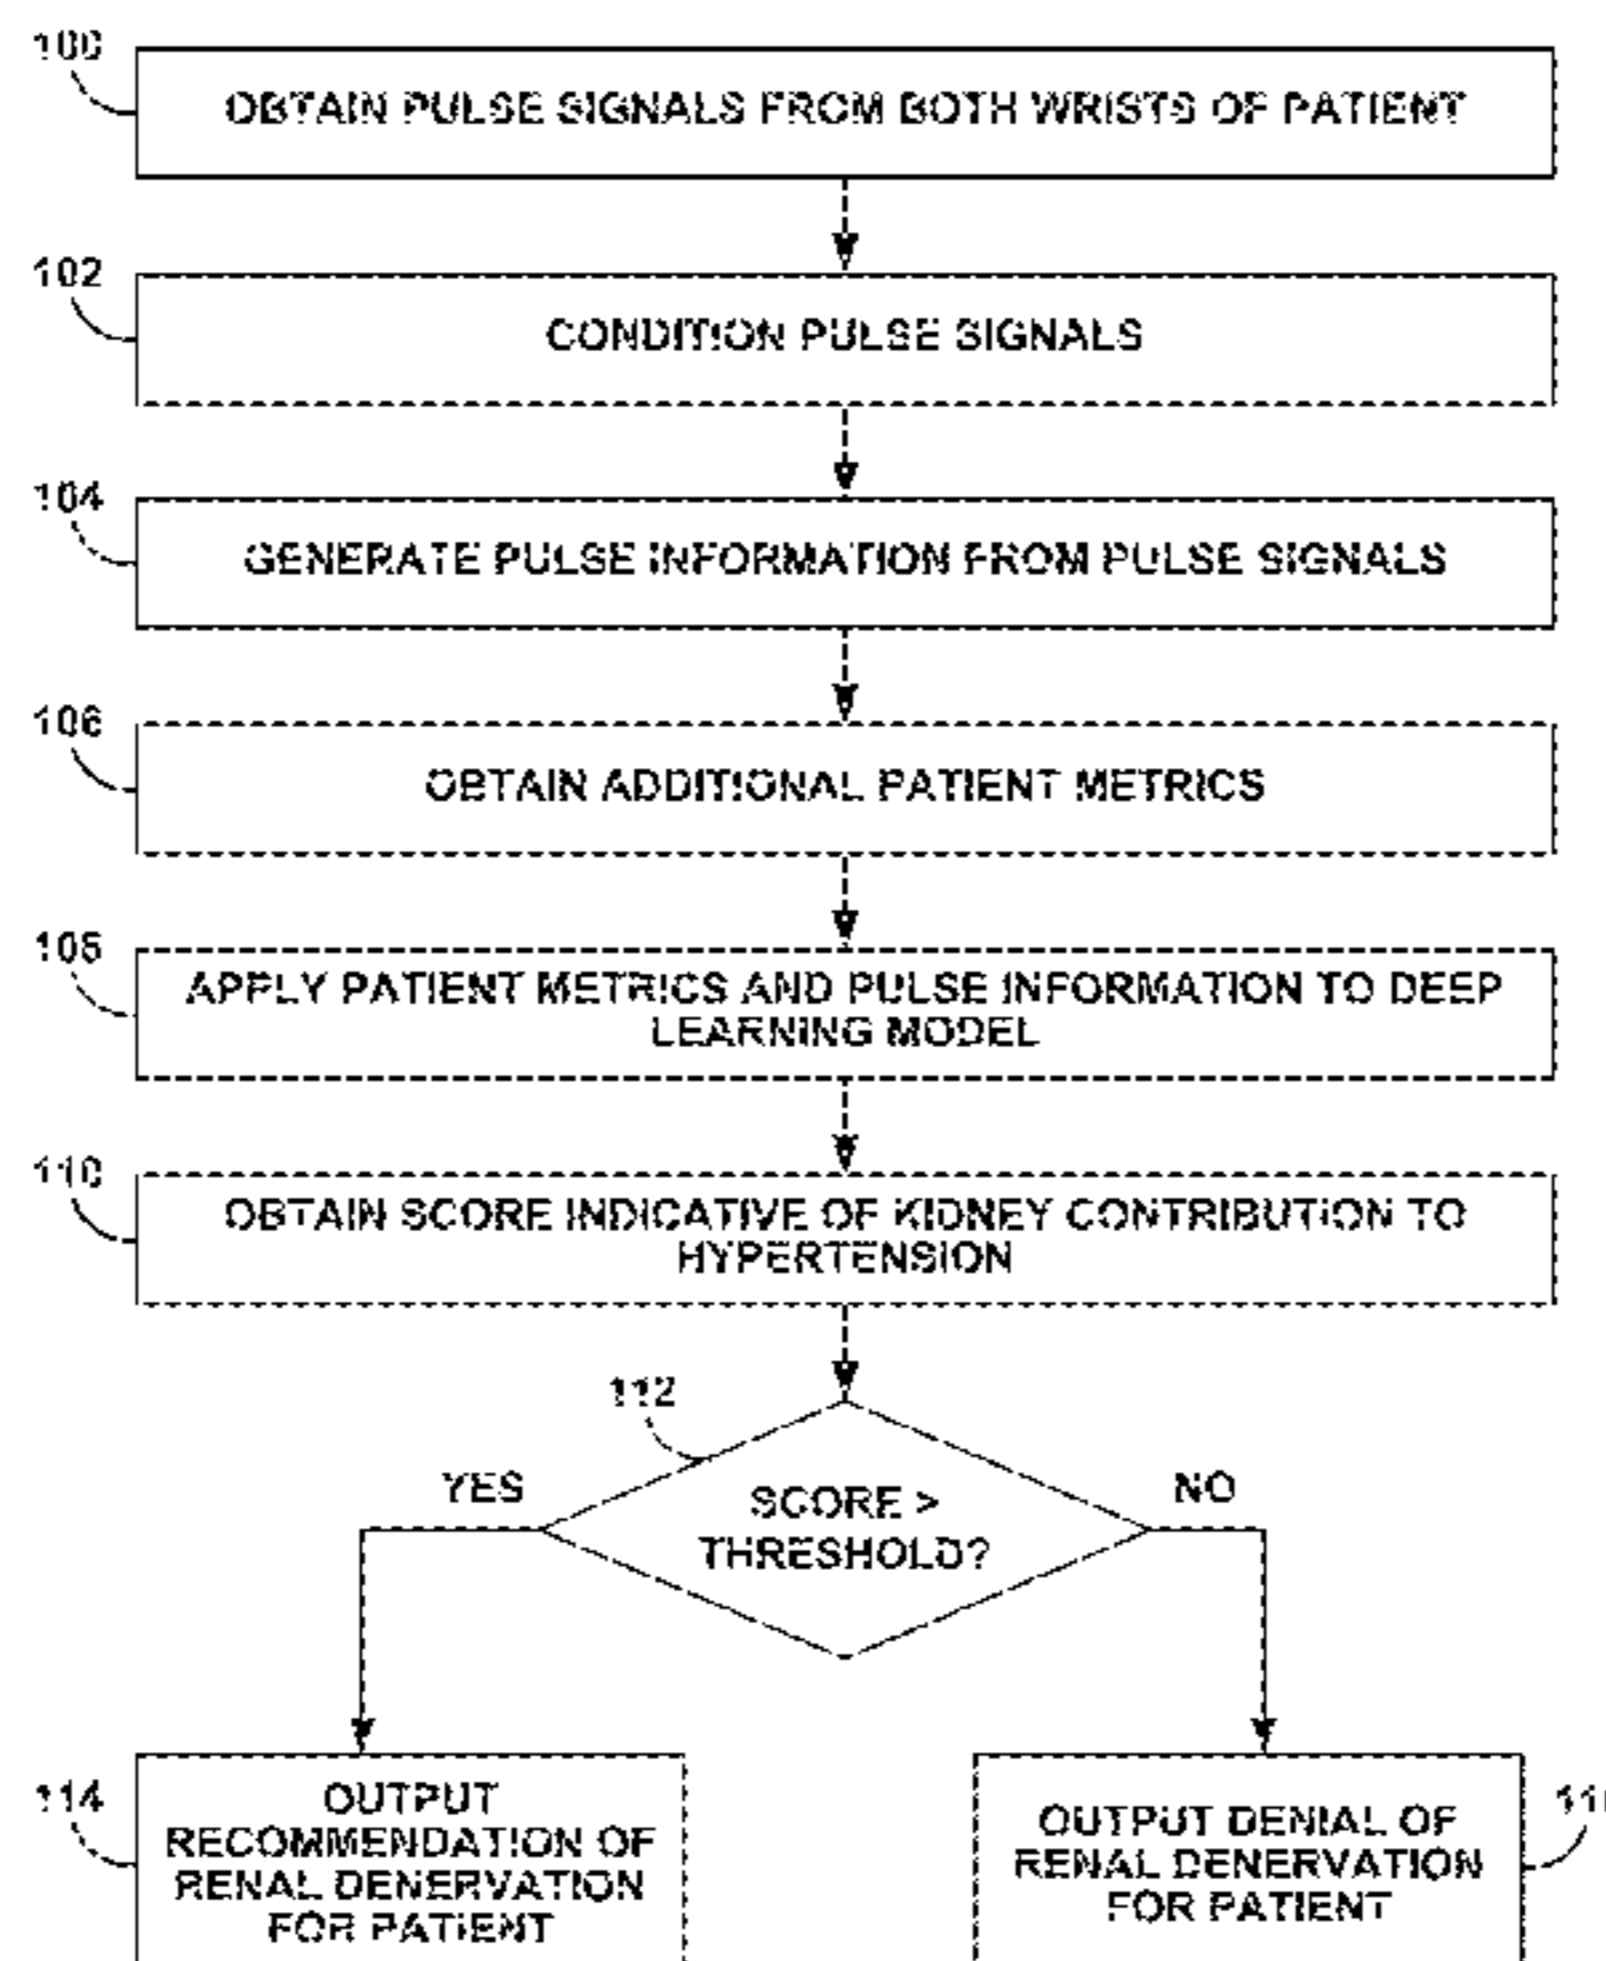 100
OBTAIN PULSE SIGNALS FROM BOTH WRISTS OF PATIENT
102
CONDITION PULSE SIGNALS
104
GENERATE PULSE INFORMATION FROM PULSE SIGNALS
106
OBTAIN ADDITIONAL PATIENT METRICS
108
APPLY PATIENT METRICS AND PULSE INFORMATION TO DEEP
LEARNING MODEL
110
OBTAIN SCORE INDICATIVE OF KIDNEY CONTRIBUTION TO
HYPERTENSION
112
YES
SCORE >
THRESHOLD?
NO
114
OUTPUT
RECOMMENDATION OF
RENAL DENERVATION
FOR PATIENT
OUTPUT DENIAL OF
RENAL DENERVATION
FOR PATIENT